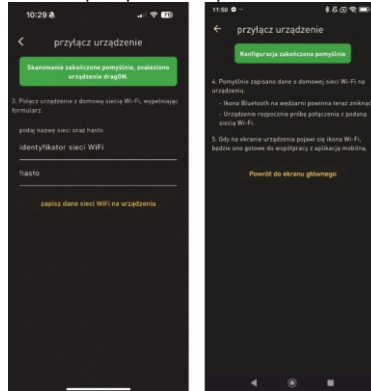 10:29
przyłącz urządzenie
Skanowanie zakończone pomyślnie, znaleziono
urządzenie dragON.
3. Połącz urządzenie z domową siecią Wi-Fi, wypełniając
formularz.
podaj nazwę sieci oraz hasło
identyfikator sieci WiFi
hasło
zapisz dane sieci WiFi na urządzeniu
11:50
przyłącz urządzenie
Konfiguracja zakończona pomyślnie
4. Pomyślnie zapisano dane o domowej sieci Wi-Fi na
urządzeniu.
- Ikona Bluetooth na wędzarni powinna teraz zniknąć
- Urządzenie rozpocznie próbę połączenia z podaną
siecią Wi-Fi.
5. Gdy na ekranie urządzenia pojawi się ikona Wi-Fi,
będzie ono gotowe do współpracy z aplikacją mobilną.
Powrót do ekranu głównego